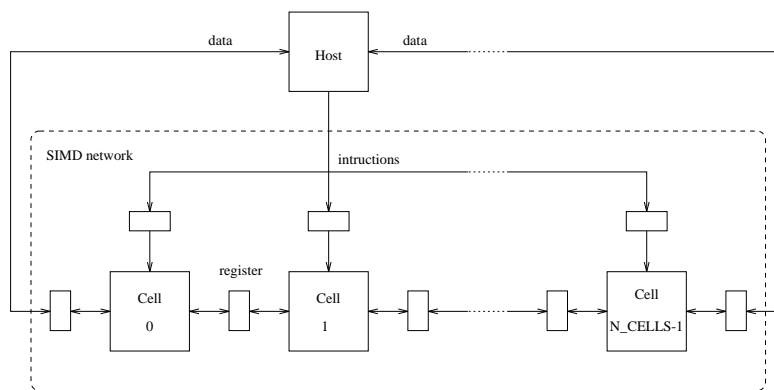 data
Host
data
SIMD network
intructions
register
Cell
0
Cell
1
Cell
N_CELLS-1